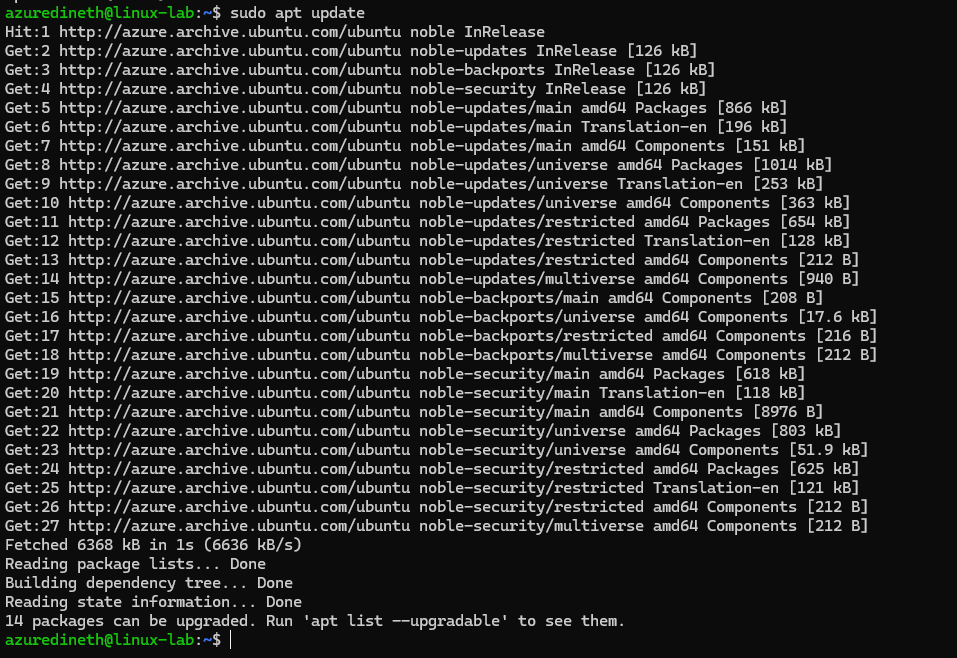 azuredineth@linux-lab:~$ sudo apt update
Hit:1 http://azure.archive.ubuntu.com/ubuntu noble InRelease
Get:2 http://azure.archive.ubuntu.com/ubuntu noble-updates InRelease [126 kB]
Get:3 http://azure.archive.ubuntu.com/ubuntu noble-backports InRelease [126 kB]
Get:4 http://azure.archive.ubuntu.com/ubuntu noble-security InRelease [126 kB]
Get:5 http://azure.archive.ubuntu.com/ubuntu noble-updates/main amd64 Packages [866 kB]
Get:6 http://azure.archive.ubuntu.com/ubuntu noble-updates/main Translation-en [196 kB]
Get:7 http://azure.archive.ubuntu.com/ubuntu noble-updates/main amd64 Components [151 kB]
Get:8 http://azure.archive.ubuntu.com/ubuntu noble-updates/universe amd64 Packages [1014 kB]
Get:9 http://azure.archive.ubuntu.com/ubuntu noble-updates/universe Translation-en [253 kB]
Get:10 http://azure.archive.ubuntu.com/ubuntu noble-updates/universe amd64 Components [363 kB]
Get:11 http://azure.archive.ubuntu.com/ubuntu noble-updates/restricted amd64 Packages [654 kB]
Get:12 http://azure.archive.ubuntu.com/ubuntu noble-updates/restricted Translation-en [128 kB]
Get:13 http://azure.archive.ubuntu.com/ubuntu noble-updates/restricted amd64 Components [212 B]
Get:14 http://azure.archive.ubuntu.com/ubuntu noble-updates/multiverse amd64 Components [940 B]
Get:15 http://azure.archive.ubuntu.com/ubuntu noble-backports/main amd64 Components [208 B]
Get:16 http://azure.archive.ubuntu.com/ubuntu noble-backports/universe amd64 Components [17.6 kB]
Get:17 http://azure.archive.ubuntu.com/ubuntu noble-backports/restricted amd64 Components [216 B]
Get:18 http://azure.archive.ubuntu.com/ubuntu noble-backports/multiverse amd64 Components [212 B]
Get:19 http://azure.archive.ubuntu.com/ubuntu noble-security/main amd64 Packages [618 kB]
Get:20 http://azure.archive.ubuntu.com/ubuntu noble-security/main Translation-en [118 kB]
Get:21 http://azure.archive.ubuntu.com/ubuntu noble-security/main amd64 Components [8976 B]
Get:22 http://azure.archive.ubuntu.com/ubuntu noble-security/universe amd64 Packages [803 kB]
Get:23 http://azure.archive.ubuntu.com/ubuntu noble-security/universe amd64 Components [51.9 kB]
Get:24 http://azure.archive.ubuntu.com/ubuntu noble-security/restricted amd64 Packages [625 kB]
Get:25 http://azure.archive.ubuntu.com/ubuntu noble-security/restricted Translation-en [121 kB]
Get:26 http://azure.archive.ubuntu.com/ubuntu noble-security/restricted amd64 Components [212 B]
Get:27 http://azure.archive.ubuntu.com/ubuntu noble-security/multiverse amd64 Components [212 B]
Fetched 6368 kB in 1s (6636 kB/s)
Reading package lists... Done
Building dependency tree... Done
Reading state information... Done
14 packages can be upgraded. Run 'apt list --upgradable' to see them.
azuredineth@linux-lab:~$